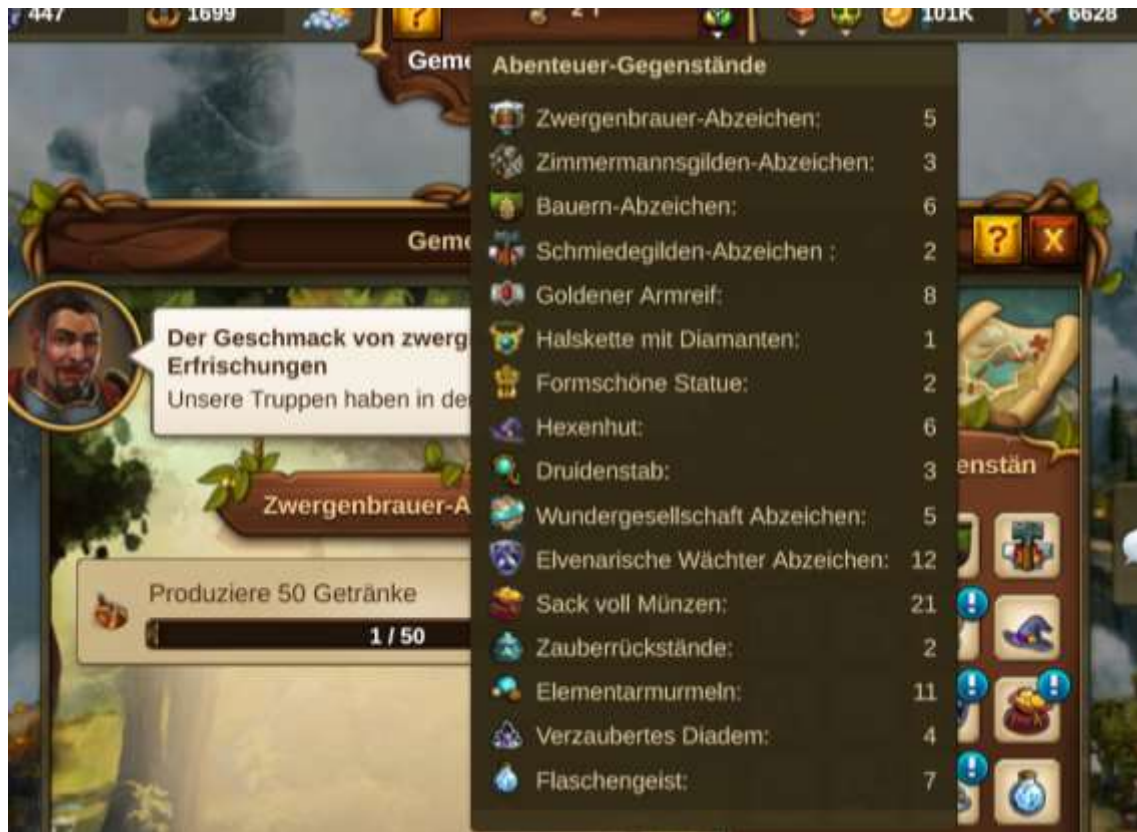 447
1699
?
101K
6628
Geme
Abenteuer-Gegenstände
Zwergenbrauer-Abzeichen: 5
Zimmermannsgilden-Abzeichen: 3
Bauern-Abzeichen: 6
Schmiedegilden-Abzeichen : 2
Goldener Armreif: 8
Halskette mit Diamanten: 1
Formschöne Statue: 2
Hexenhut: 6
Druidenstab: 3
Wundergesellschaft Abzeichen: 5
Elvenarische Wächter Abzeichen: 12
Sack voll Münzen: 21
Zauberrückstände: 2
Elementarmurmeln: 11
Verzaubertes Diadem: 4
Flaschengeist: 7
Geme
? X
Der Geschmack von zwerg
Erfrischungen
Unsere Truppen haben in de
enstän
Zwergenbrauer-A
Produziere 50 Getränke
1 / 50
!
!
!
!